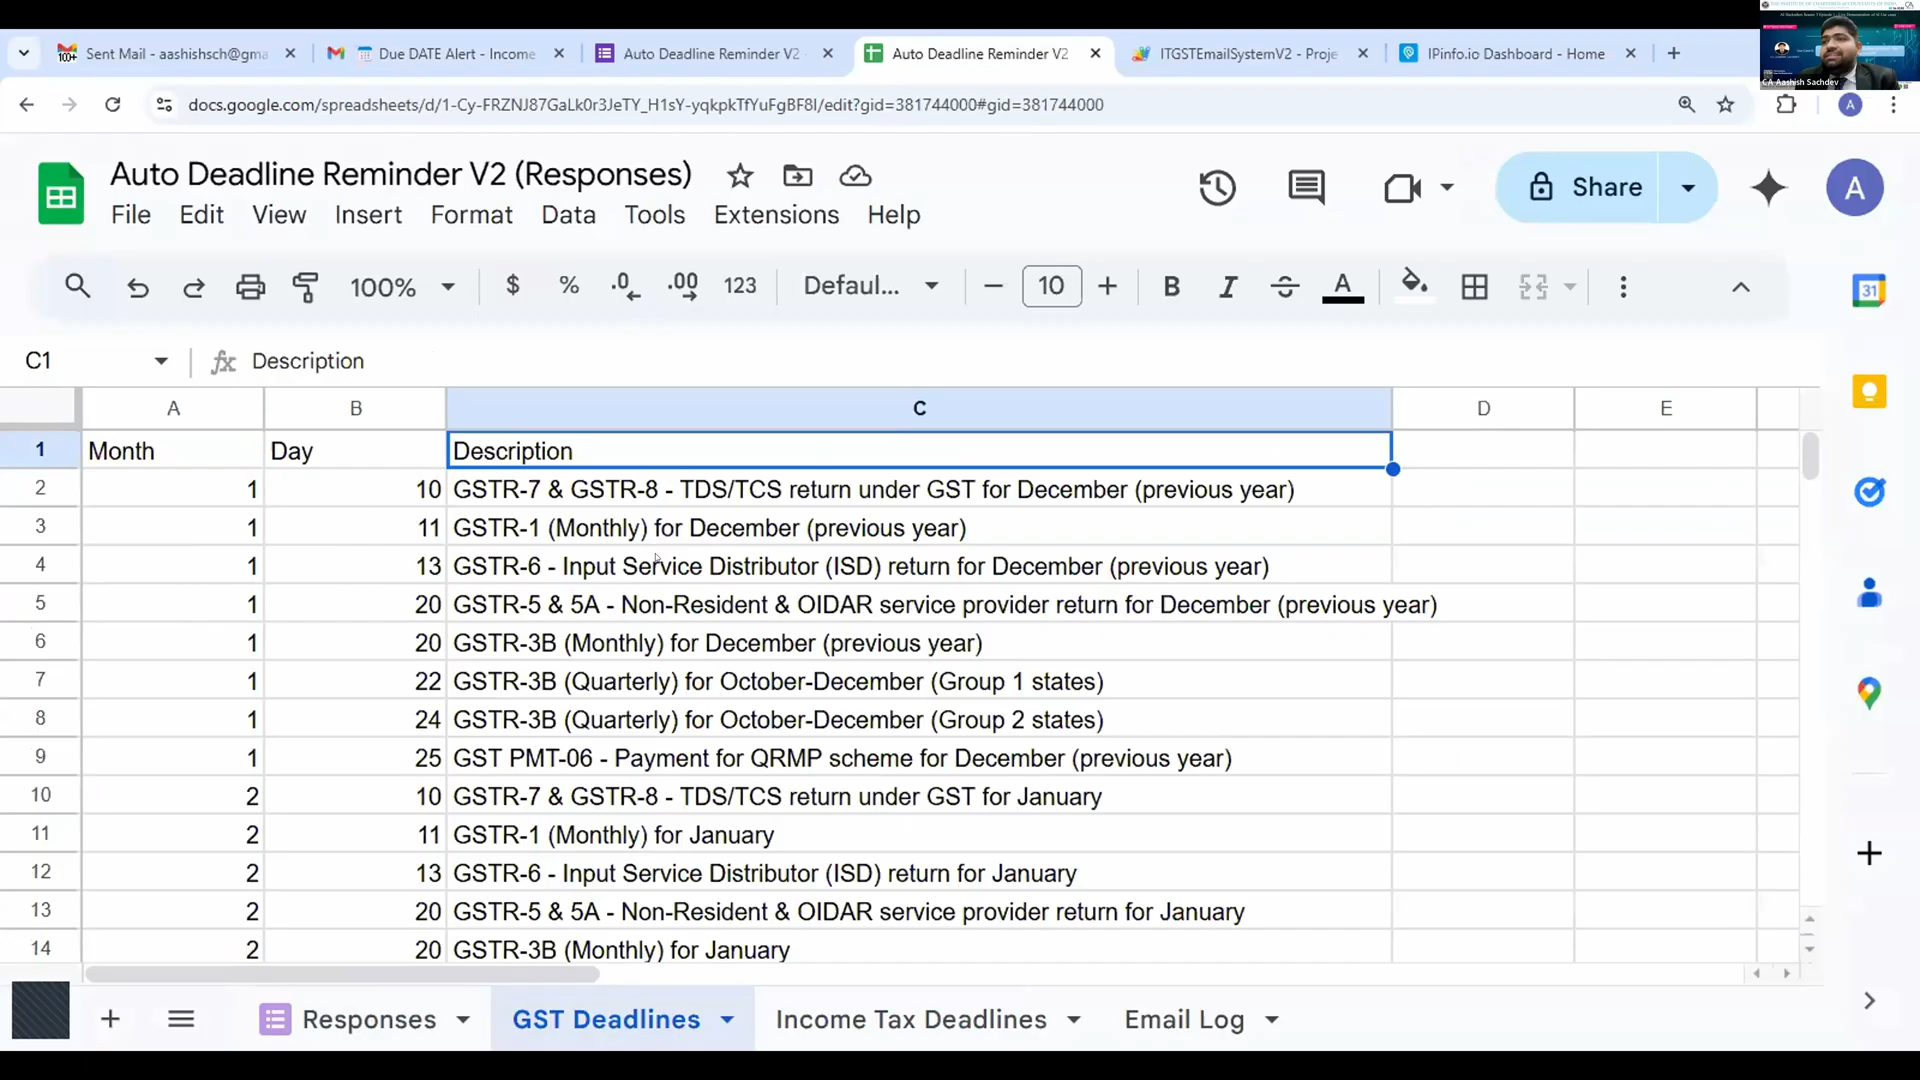 Sent Mail - aashishsch@gma
Due DATE Alert - Income
Auto Deadline Reminder V2
Auto Deadline Reminder V2
ITGSTEmailSystemV2 - Proje
IPinfo.io Dashboard - Home
docs.google.com/spreadsheets/d/1-Cy-FRZNJ87GaLk0r3JeTY_H1sY-yqkpkTfYuFgBF8I/edit?gid=381744000#gid=381744000
A
CA Aashish Sachdev
Auto Deadline Reminder V2 (Responses)
Share
A
File Edit View Insert Format Data Tools Extensions Help
100% $ % .0 .00 123 Defaul... 10 B I S A
31
C1 fx Description
A B C D E
1 Month Day Description
2 1 10 GSTR-7 & GSTR-8 - TDS/TCS return under GST for December (previous year)
3 1 11 GSTR-1 (Monthly) for December (previous year)
4 1 13 GSTR-6 - Input Service Distributor (ISD) return for December (previous year)
5 1 20 GSTR-5 & 5A - Non-Resident & OIDAR service provider return for December (previous year)
6 1 20 GSTR-3B (Monthly) for December (previous year)
7 1 22 GSTR-3B (Quarterly) for October-December (Group 1 states)
8 1 24 GSTR-3B (Quarterly) for October-December (Group 2 states)
9 1 25 GST PMT-06 - Payment for QRMP scheme for December (previous year)
10 2 10 GSTR-7 & GSTR-8 - TDS/TCS return under GST for January
11 2 11 GSTR-1 (Monthly) for January
12 2 13 GSTR-6 - Input Service Distributor (ISD) return for January
13 2 20 GSTR-5 & 5A - Non-Resident & OIDAR service provider return for January
14 2 20 GSTR-3B (Monthly) for January
Responses GST Deadlines Income Tax Deadlines Email Log